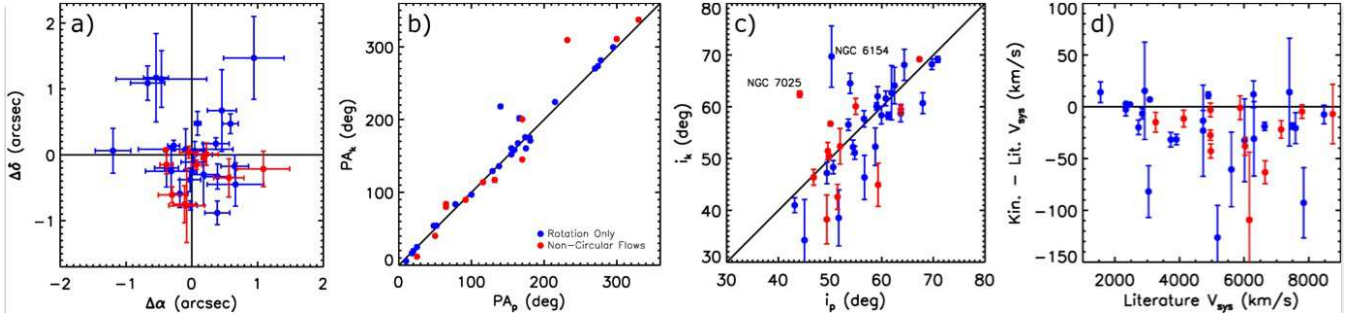 a)
2
1
0
−1
Δδ (arcsec)
−2 −1 0 1 2
Δα (arcsec)
b)
300
200
100
0
PAk (deg)
Rotation Only
Non-Circular Flows
0 100 200 300
PAp (deg)
c)
80
70
60
50
40
30
ik (deg)
NGC 6154
NGC 7025
30 40 50 60 70 80
ip (deg)
d)
100
50
0
−50
−100
−150
Kin. − Lit. Vsys (km/s)
2000 4000 6000 8000
Literature Vsys (km/s)